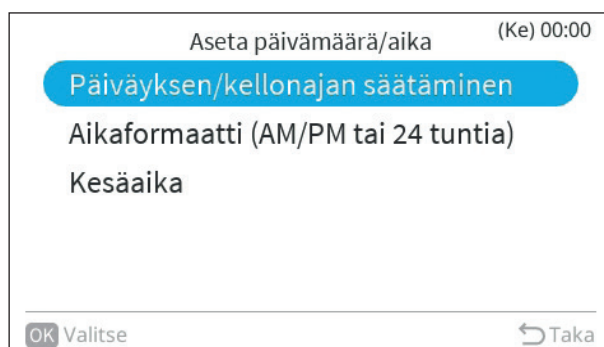 Aseta päivämäärä/aika (Ke) 00:00
Päiväyksen/kellonajan säätäminen
Aikaformaatti (AM/PM tai 24 tuntia)
Kesäaika
OK Valitse Taka